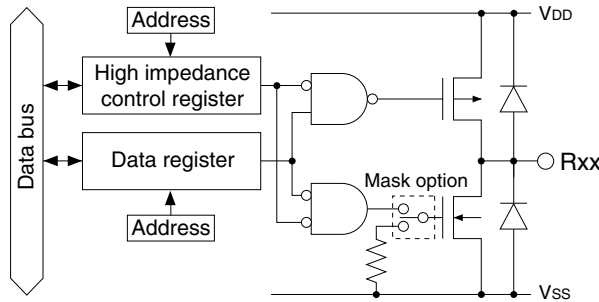 Address
VDD
High impedance
control register
Data bus
Data register
Rxx
Mask option
Address
VSS